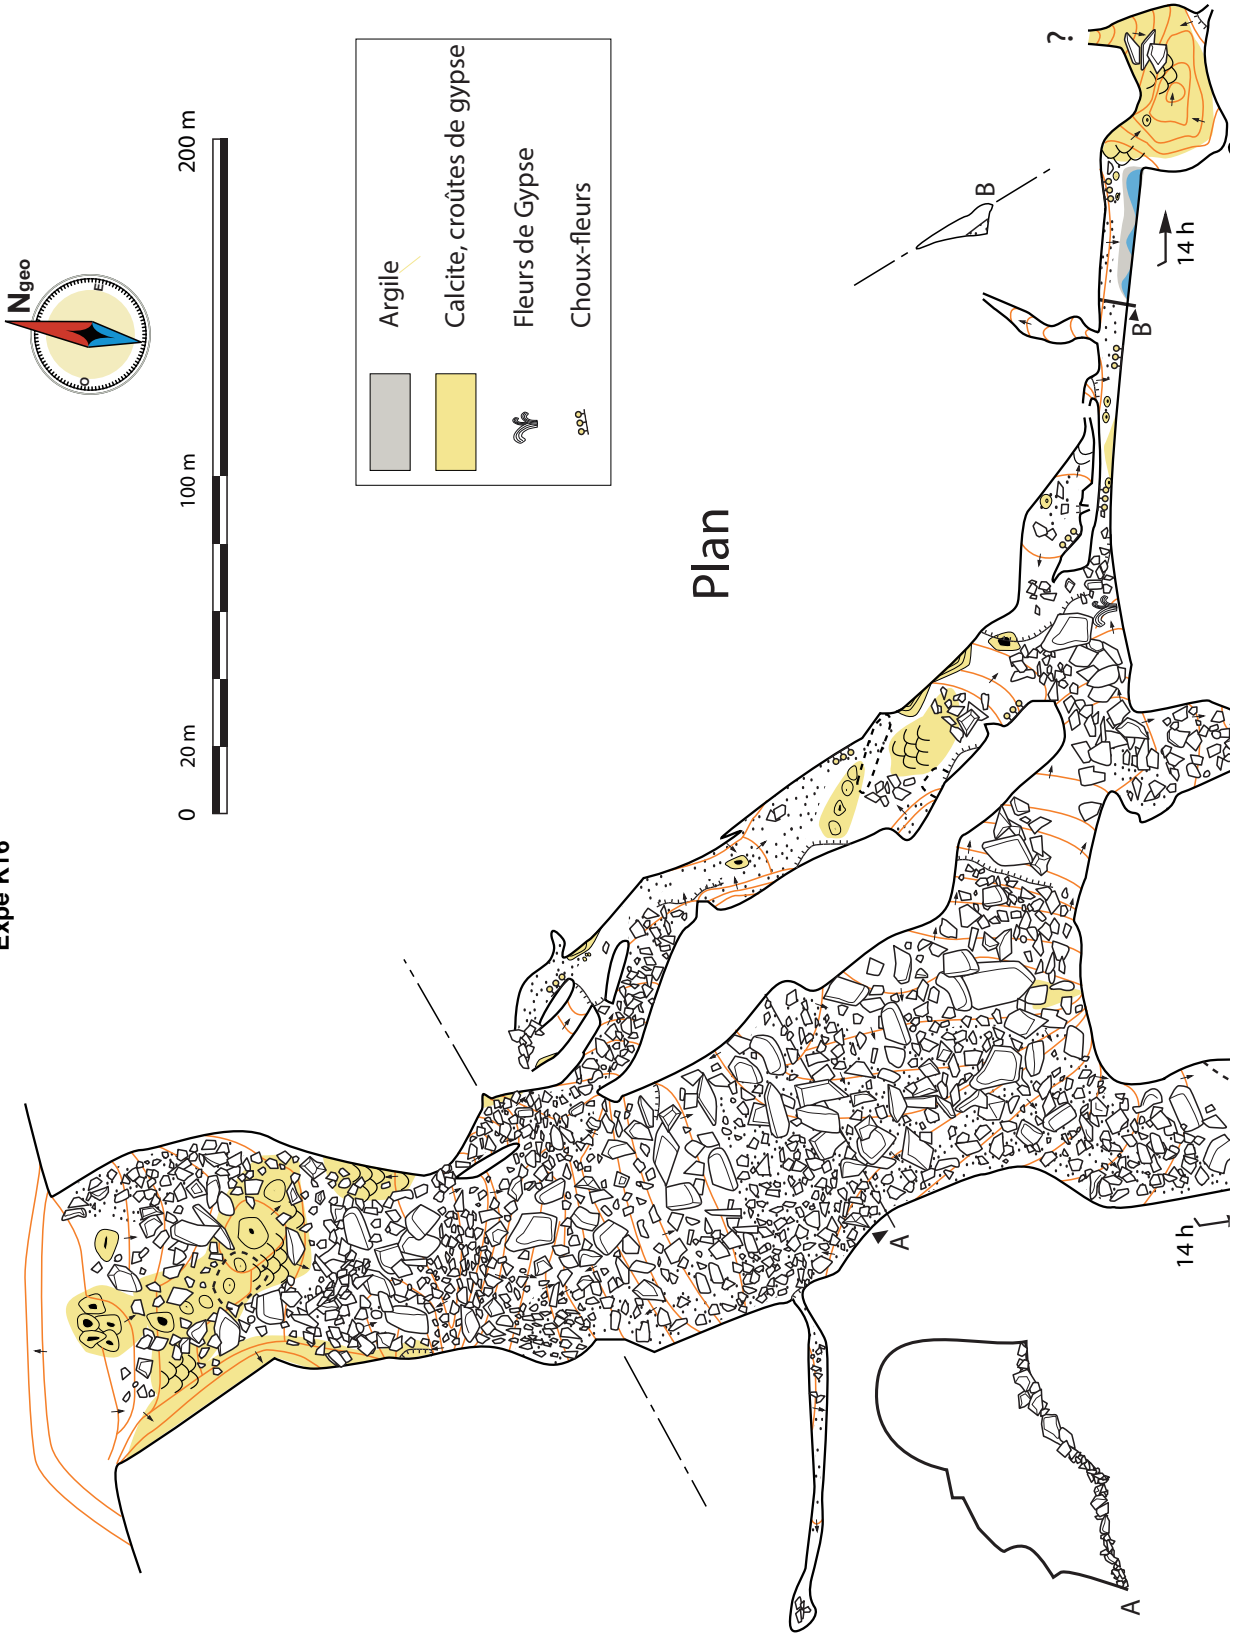 Expé K16
Ngeo
E
O
0
20 m
100 m
200 m
Argile
Calcite, croûtes de gypse
Fleurs de Gypse
Choux-fleurs
Plan
?
B
B
14 h
A
14 h
A